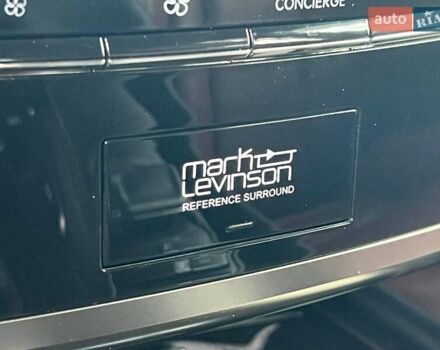 CONCIERGE
auto RIA
mark
Levinson
REFERENCE SURROUND